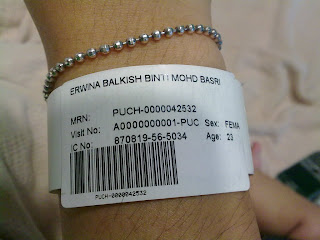 ERWINA BALKISH BINTI MOHD BASRI
MRN: PUCH-0000042532
Visit No: A0000000001-PUC Sex: FEMA
IC No: 870819-56-5034 Age: 23
PUCH-0000042532